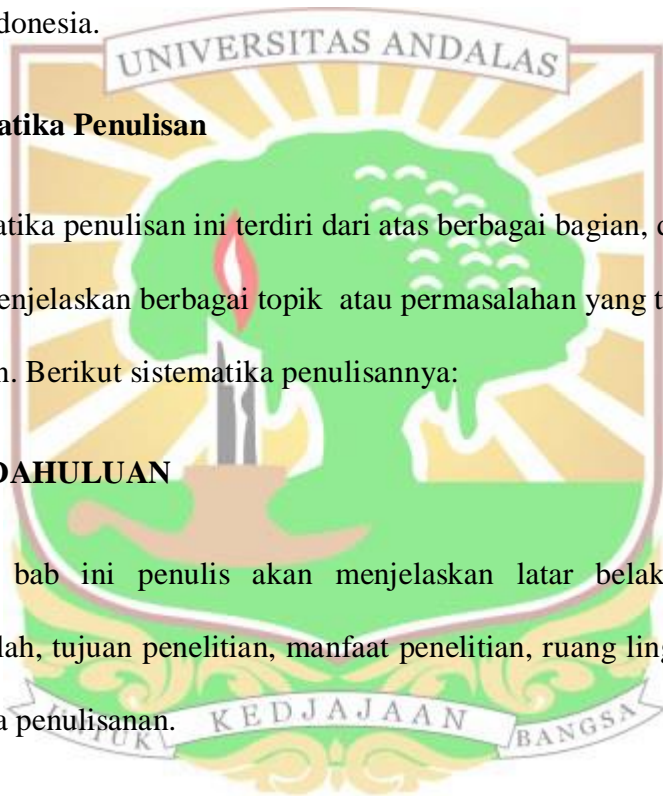 donesia.
UNIVERSITAS ANDALAS
atika Penulisan
atika penulisan ini terdiri dari atas berbagai bagian, d
enjelaskan berbagai topik atau permasalahan yang t
n. Berikut sistematika penulisannya:
DAHULUAN
bab ini penulis akan menjelaskan latar belak
lah, tujuan penelitian, manfaat penelitian, ruang ling
a penulisanan.
UNTUK KEDJAJAAN BANGSA